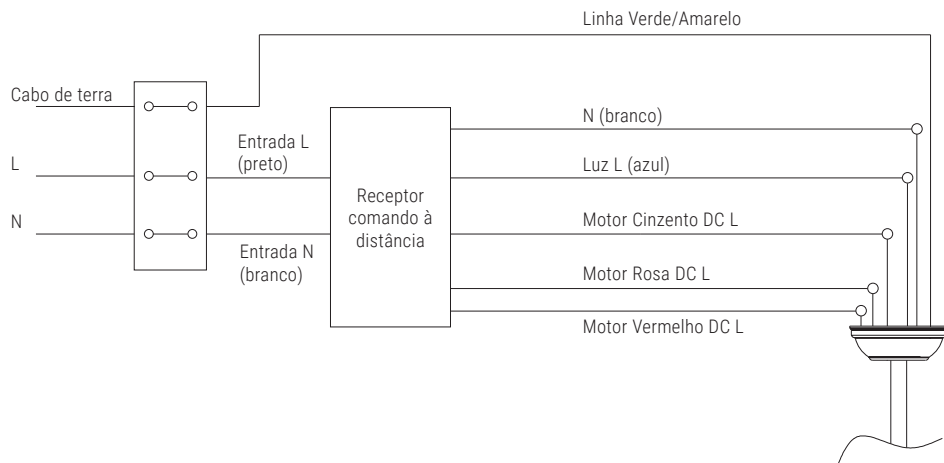 Linha Verde/Amarelo
Cabo de terra
Entrada L
(preto)
L
N
Entrada N
(branco)
Receptor
comando à
distância
N (branco)
Luz L (azul)
Motor Cinzento DC L
Motor Rosa DC L
Motor Vermelho DC L